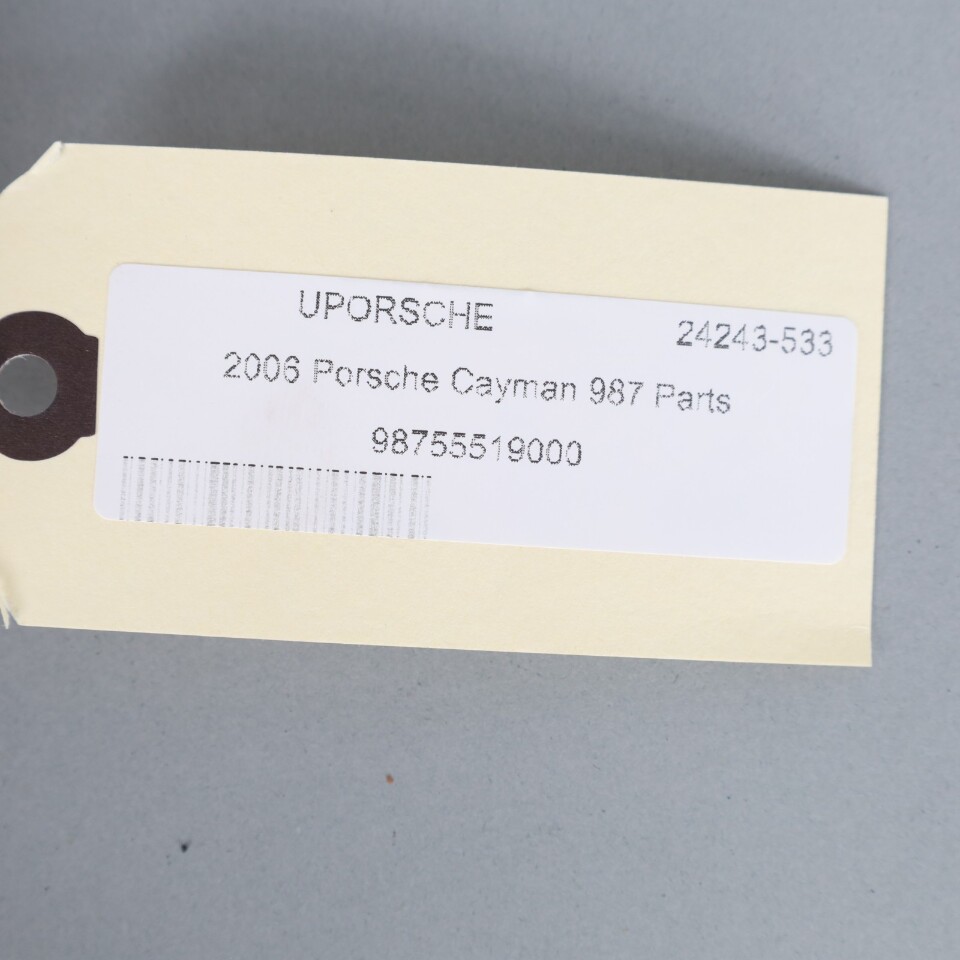 UPORSCHE
24243-533
2006 Porsche Cayman 987 Parts
98755519000